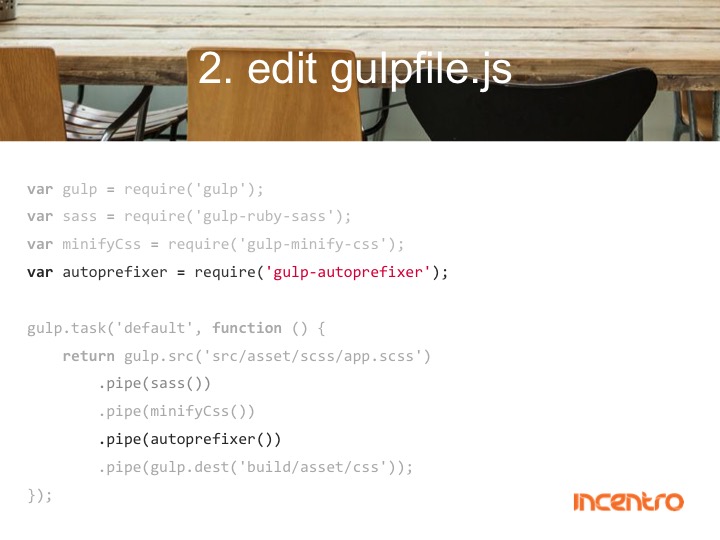 2. edit gulpfile.js
var gulp = require('gulp');
var sass = require('gulp-ruby-sass');
var minifyCss = require('gulp-minify-css');
var autoprefixer = require('gulp-autoprefixer');
gulp.task('default', function () {
    return gulp.src('src/asset/scss/app.scss')
        .pipe(sass())
        .pipe(minifyCss())
        .pipe(autoprefixer())
        .pipe(gulp.dest('build/asset/css'));
});
incentro